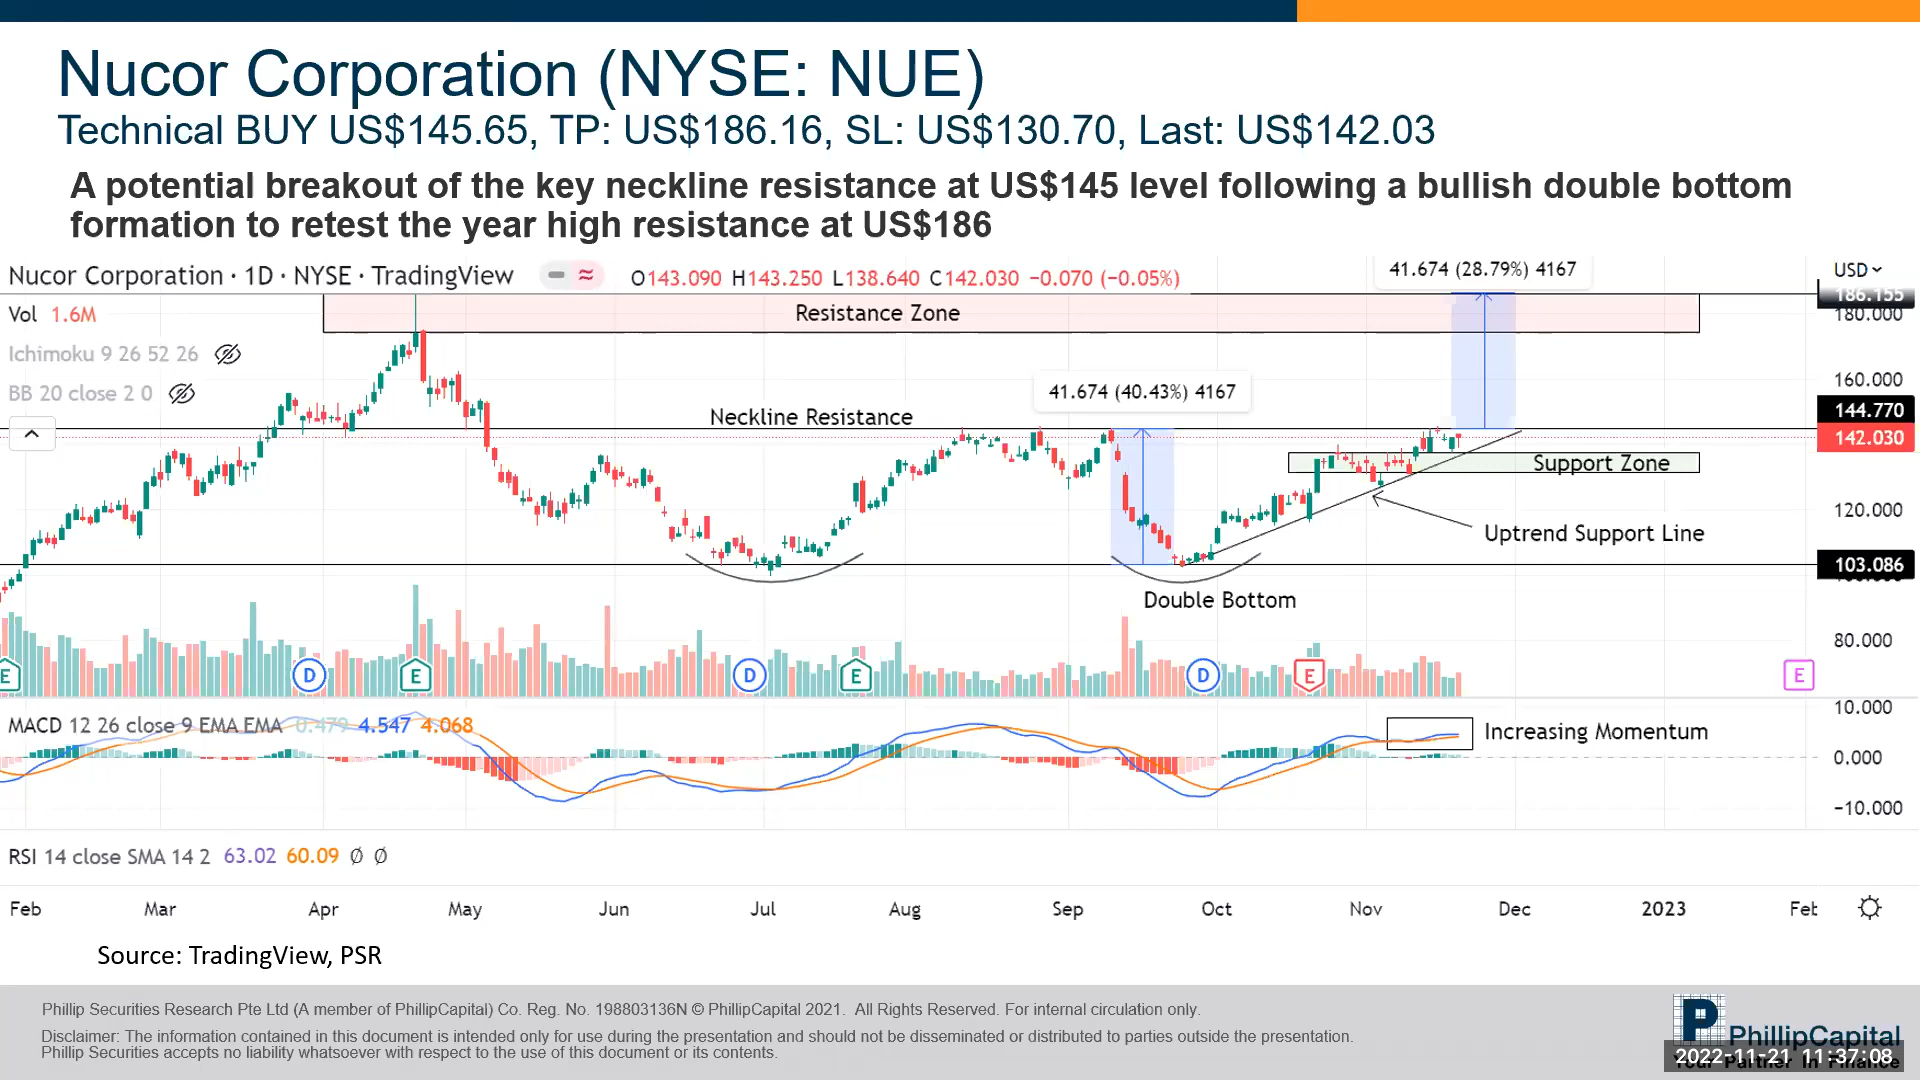 Nucor Corporation (NYSE: NUE)
Technical BUY US$145.65, TP: US$186.16, SL: US$130.70, Last: US$142.03
A potential breakout of the key neckline resistance at US$145 level following a bullish double bottom
formation to retest the year high resistance at US$186
Nucor Corporation · 1D · NYSE · TradingView O143.090 H143.250 L138.640 C142.030 −0.070 (−0.05%)
41.674 (28.79%) 4167
USD
186.155
180.000
Vol 1.6M
Resistance Zone
Ichimoku 9 26 52 26
BB 20 close 2 0
160.000
41.674 (40.43%) 4167
Neckline Resistance
144.770
142.030
Support Zone
120.000
Uptrend Support Line
103.086
Double Bottom
80.000
E D E D E D E E
MACD 12 26 close 9 EMA EMA 0.479 4.547 4.068
10.000
Increasing Momentum
0.000
−10.000
RSI 14 close SMA 14 2 63.02 60.09 Ø Ø
Feb Mar Apr May Jun Jul Aug Sep Oct Nov Dec 2023
Source: TradingView, PSR
Phillip Securities Research Pte Ltd (A member of PhillipCapital) Co. Reg. No. 198803136N © PhillipCapital 2021. All Rights Reserved. For internal circulation only.
Disclaimer: The information contained in this document is intended only for use during the presentation and should not be disseminated or distributed to parties outside the presentation.
Phillip Securities accepts no liability whatsoever with respect to the use of this document or its contents.
P
PhillipCapital
Your Partner In Finance
2022-11-21 11:37:08